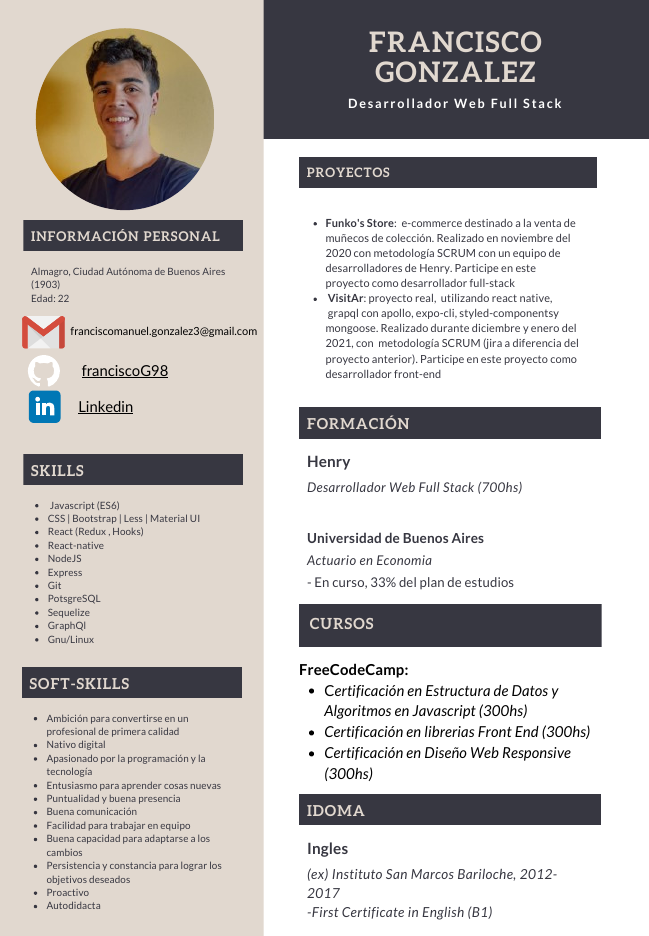 FRANCISCO
GONZALEZ
Desarrollador Web Full Stack
INFORMACIÓN PERSONAL
Almagro, Ciudad Autónoma de Buenos Aires
(1903)
Edad: 22
franciscomanuel.gonzalez3@gmail.com
franciscoG98
in
Linkedin
SKILLS
• Javascript (ES6)
• CSS | Bootstrap | Less | Material UI
• React (Redux , Hooks)
• React-native
• NodeJS
• Express
• Git
• PotsgreSQL
• Sequelize
• GraphQl
• Gnu/Linux
SOFT-SKILLS
• Ambición para convertirse en un
profesional de primera calidad
• Nativo digital
• Apasionado por la programación y la
tecnología
• Entusiasmo para aprender cosas nuevas
• Puntualidad y buena presencia
• Buena comunicación
• Facilidad para trabajar en equipo
• Buena capacidad para adaptarse a los
cambios
• Persistencia y constancia para lograr los
objetivos deseados
• Proactivo
• Autodidacta
PROYECTOS
• Funko's Store: e-commerce destinado a la venta de
muñecos de colección. Realizado en noviembre del
2020 con metodología SCRUM con un equipo de
desarrolladores de Henry. Participe en este
proyecto como desarrollador full-stack
• VisitAr: proyecto real, utilizando react native,
grapql con apollo, expo-cli, styled-componentsy
mongoose. Realizado durante diciembre y enero del
2021, con metodología SCRUM (jira a diferencia del
proyecto anterior). Participe en este proyecto como
desarrollador front-end
FORMACIÓN
Henry
Desarrollador Web Full Stack (700hs)
Universidad de Buenos Aires
Actuario en Economia
- En curso, 33% del plan de estudios
CURSOS
FreeCodeCamp:
• Certificación en Estructura de Datos y
Algoritmos en Javascript (300hs)
• Certificación en librerias Front End (300hs)
• Certificación en Diseño Web Responsive
(300hs)
IDOMA
Ingles
(ex) Instituto San Marcos Bariloche, 2012-
2017
-First Certificate in English (B1)